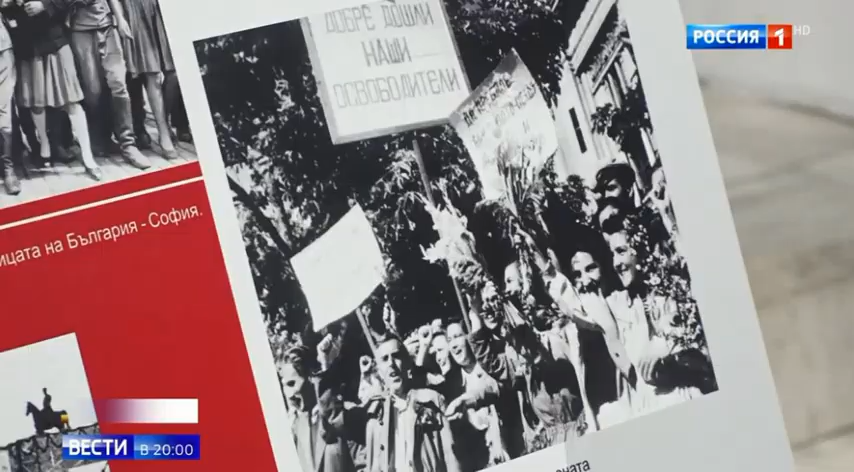 ДОБРЕ ДОШЛИ
НАШИ
ОСВОБОДИТЕЛИ
РОССИЯ 1 HD
ицата на България - София.
ВЕСТИ В 20:00